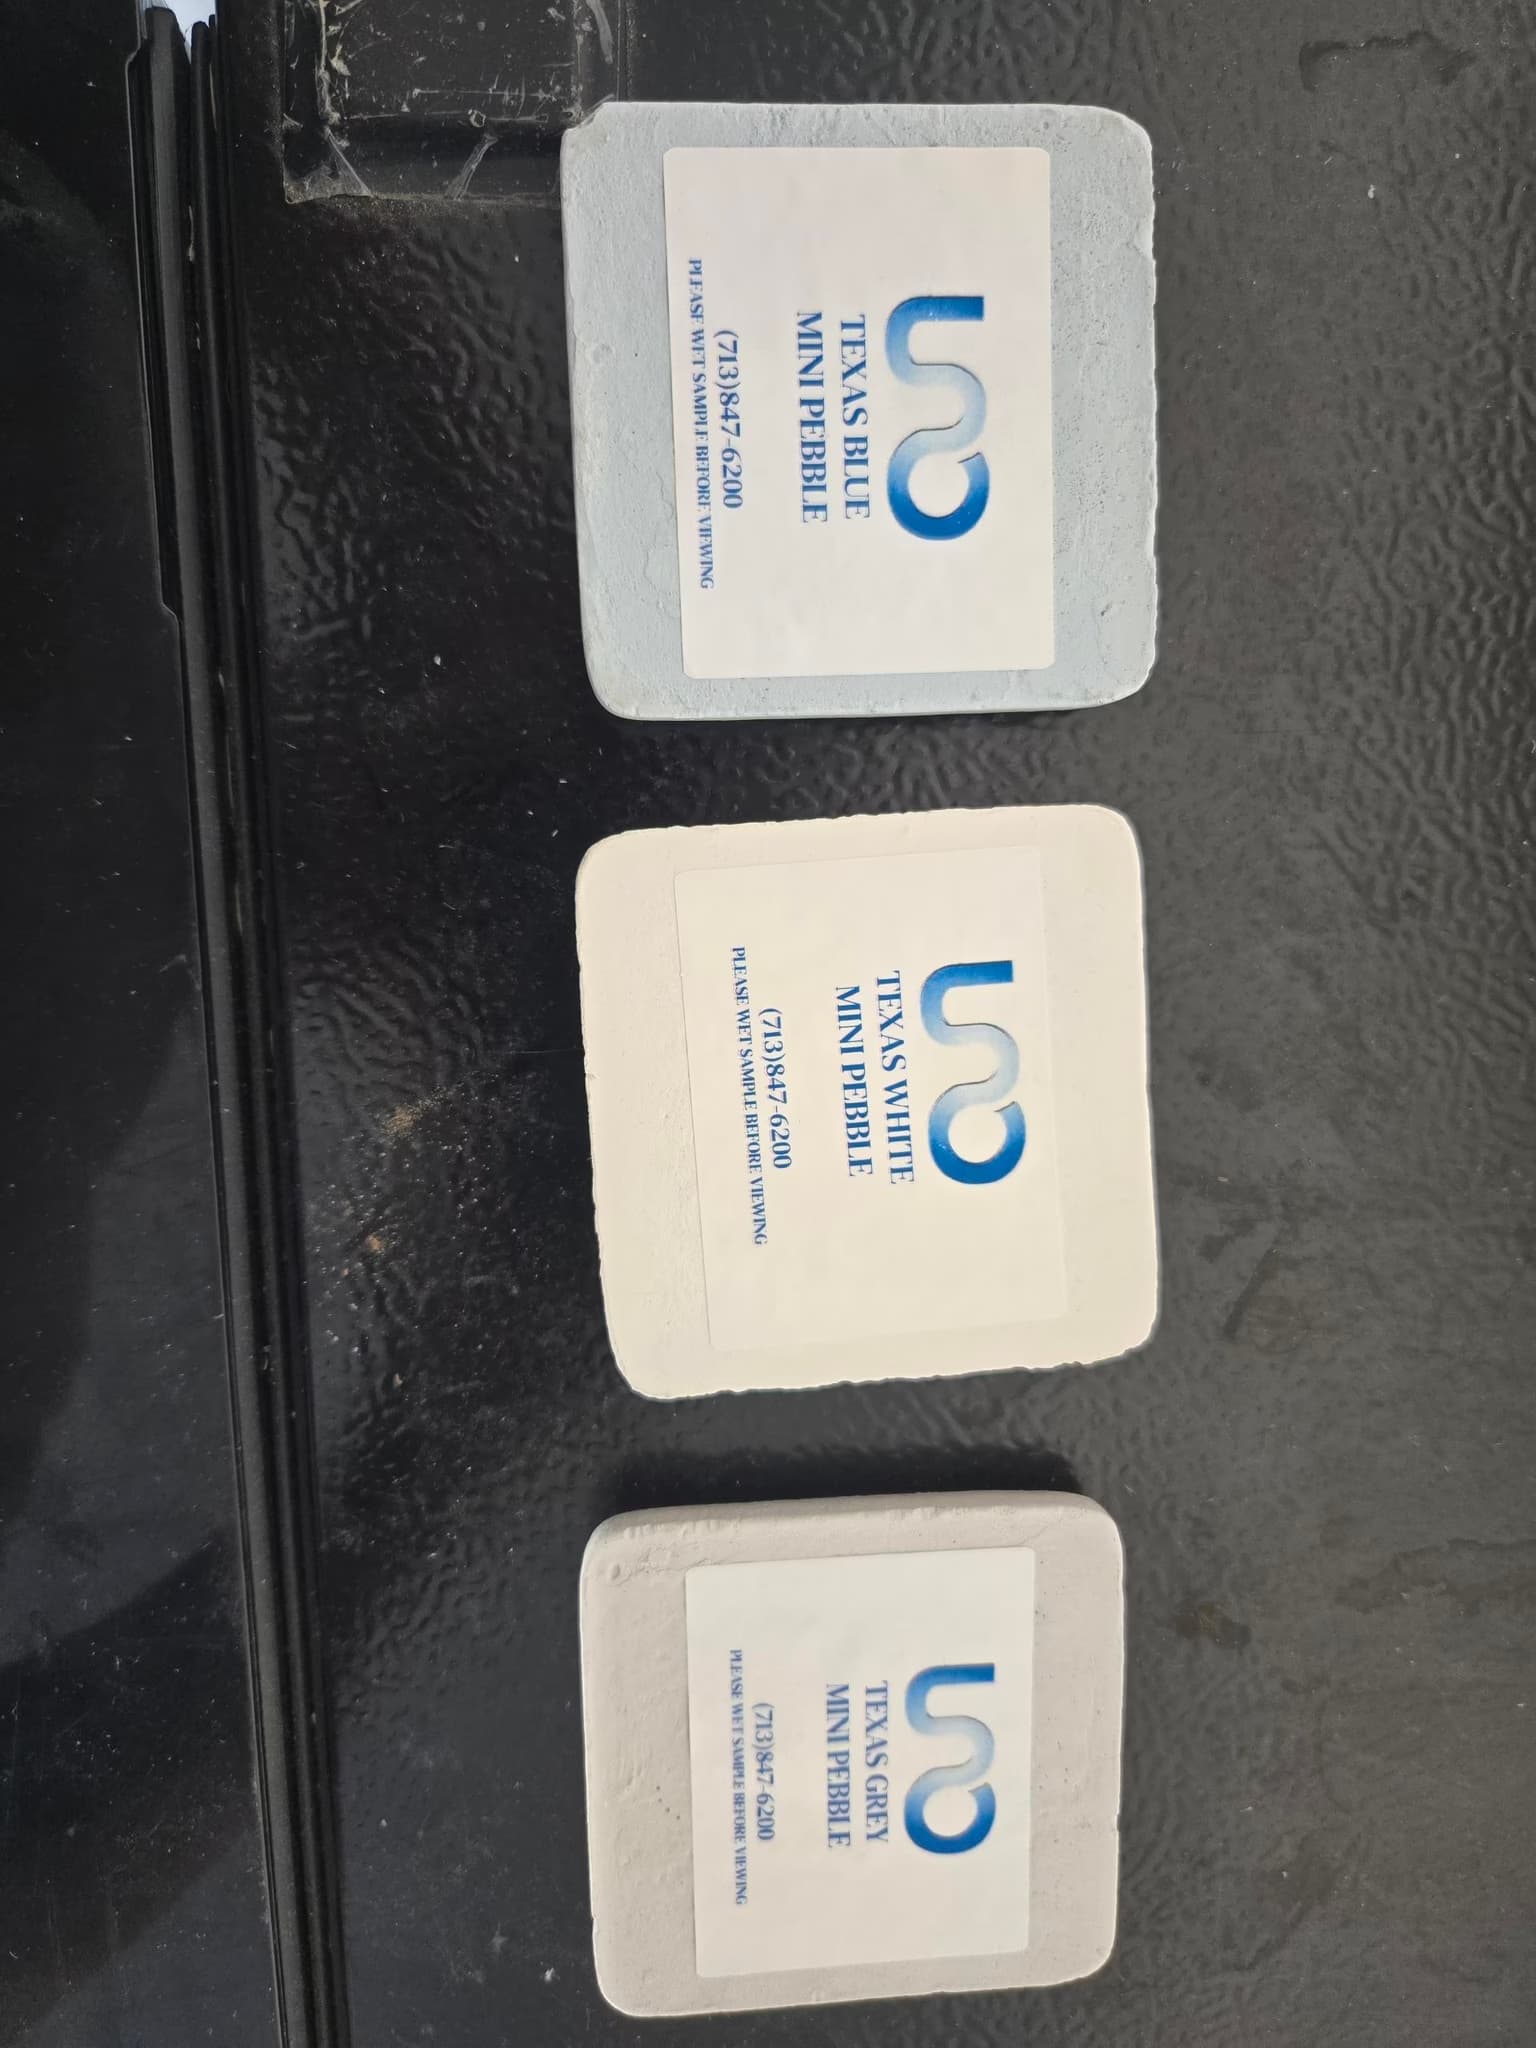 TEXAS BLUE
MINI PEBBLE
(713)847-6200
PLEASE WET SAMPLE BEFORE VIEWING
TEXAS WHITE
MINI PEBBLE
(713)847-6200
PLEASE WET SAMPLE BEFORE VIEWING
TEXAS GREY
MINI PEBBLE
(713)847-6200
PLEASE WET SAMPLE BEFORE VIEWING